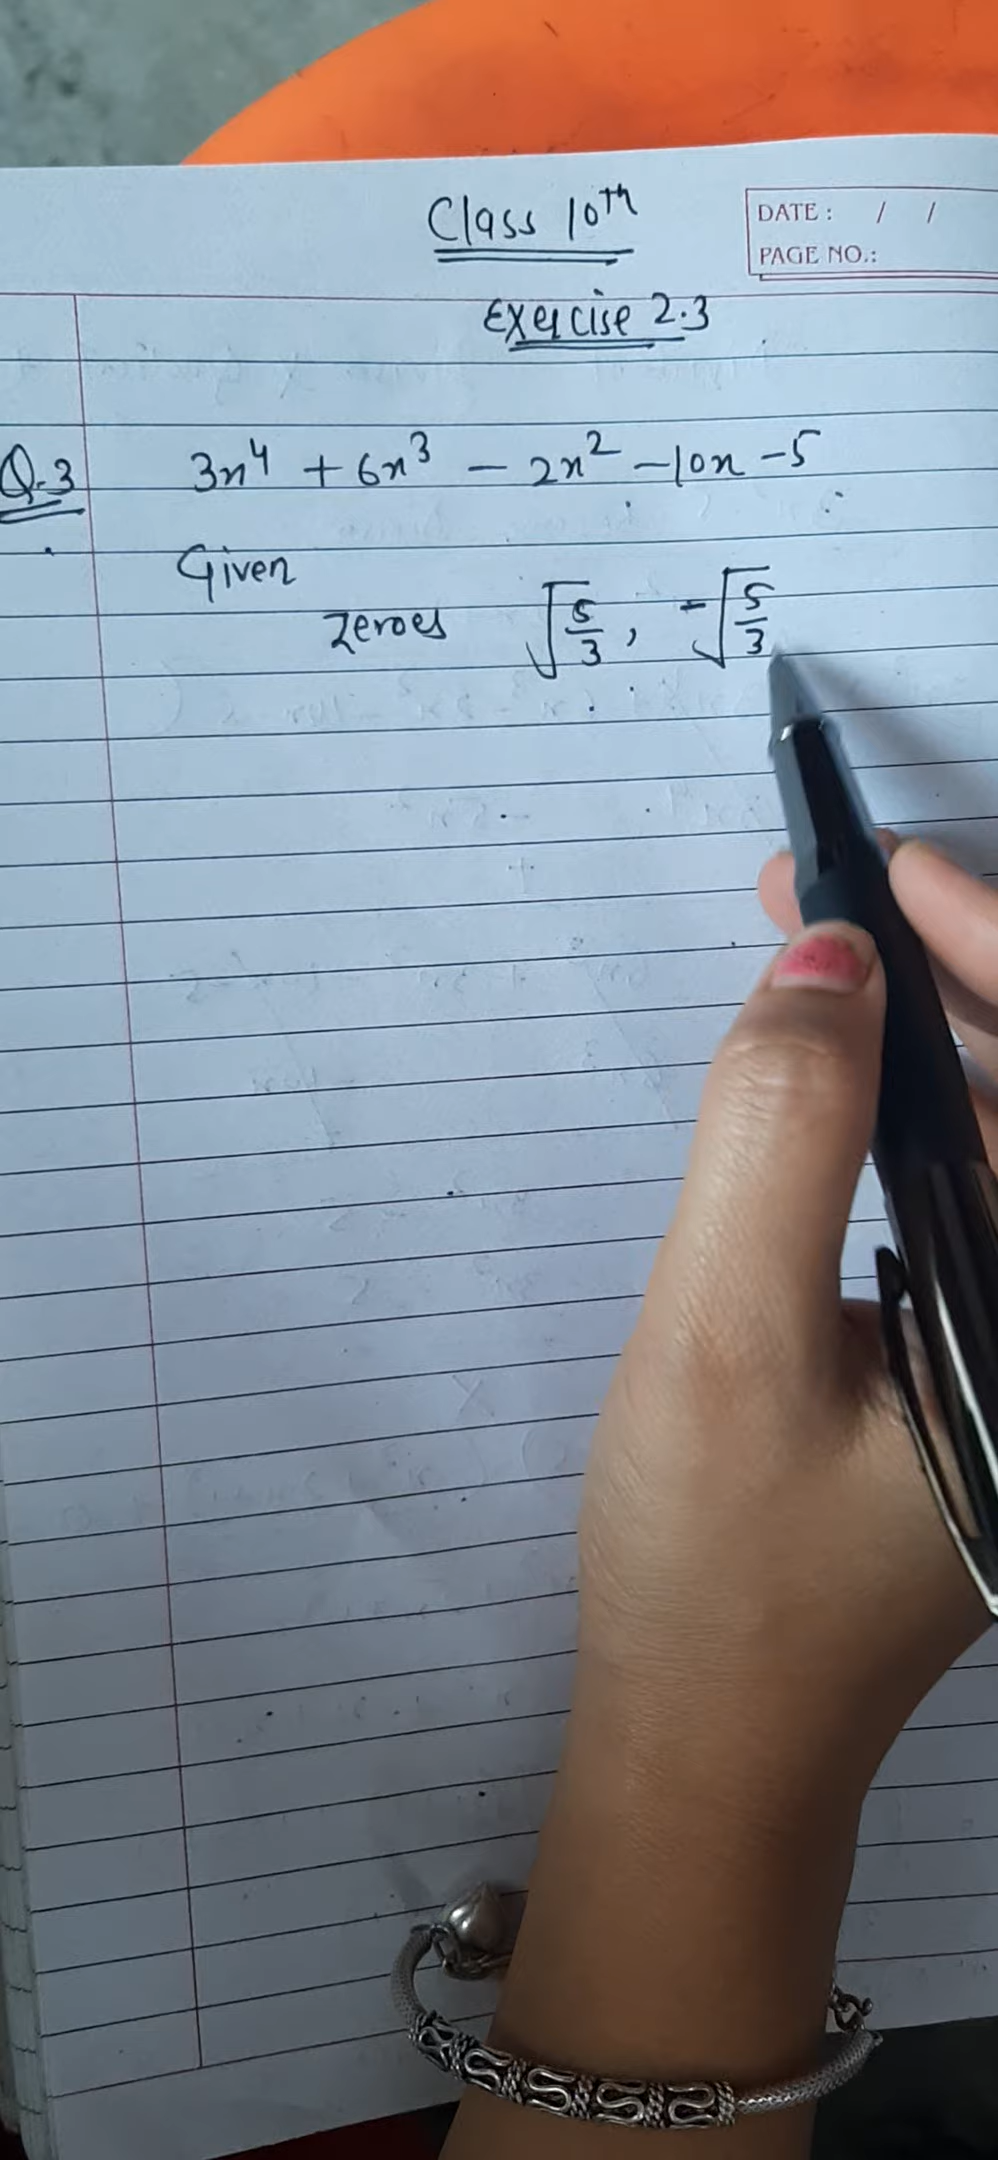 Class 10th
DATE : / /
PAGE NO.:
Exercise 2.3
Q.3 3x⁴ + 6x³ - 2x² - 10x - 5
Given
zeroes √5/3, -√5/3